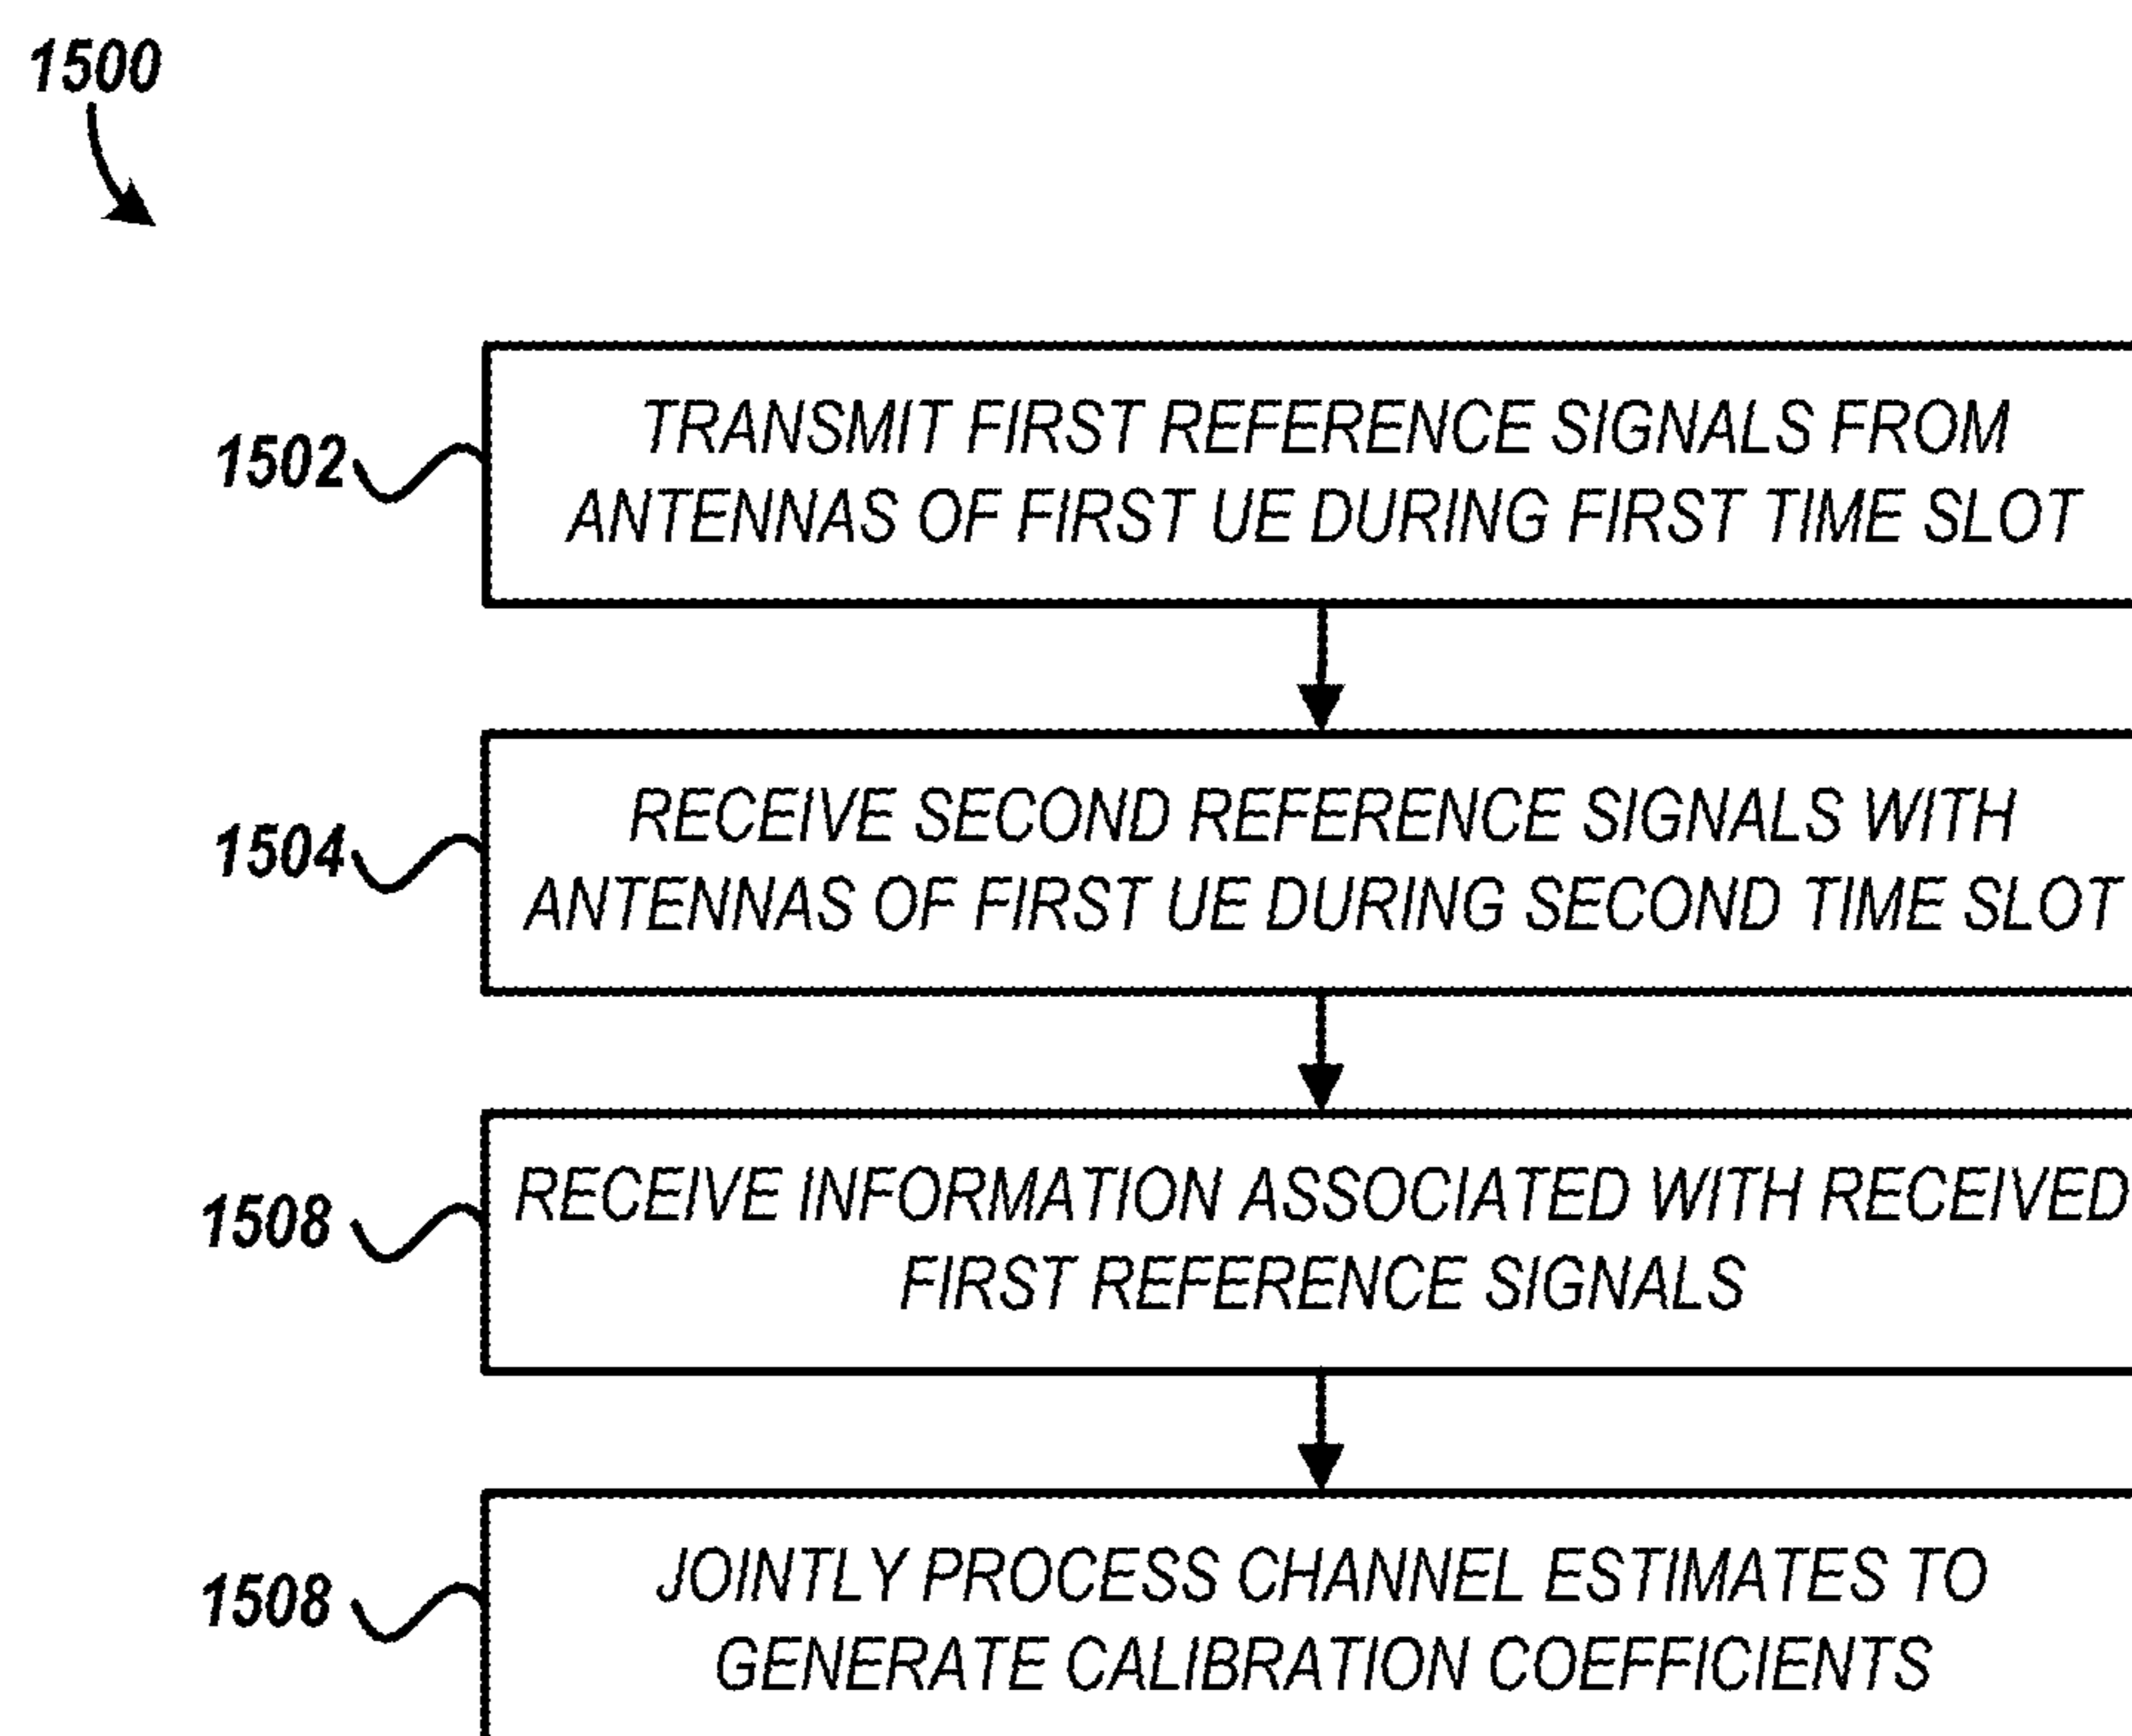 1500
1502
TRANSMIT FIRST REFERENCE SIGNALS FROM
ANTENNAS OF FIRST UE DURING FIRST TIME SLOT
1504
RECEIVE SECOND REFERENCE SIGNALS WITH
ANTENNAS OF FIRST UE DURING SECOND TIME SLOT
1508
RECEIVE INFORMATION ASSOCIATED WITH RECEIVED
FIRST REFERENCE SIGNALS
1508
JOINTLY PROCESS CHANNEL ESTIMATES TO
GENERATE CALIBRATION COEFFICIENTS